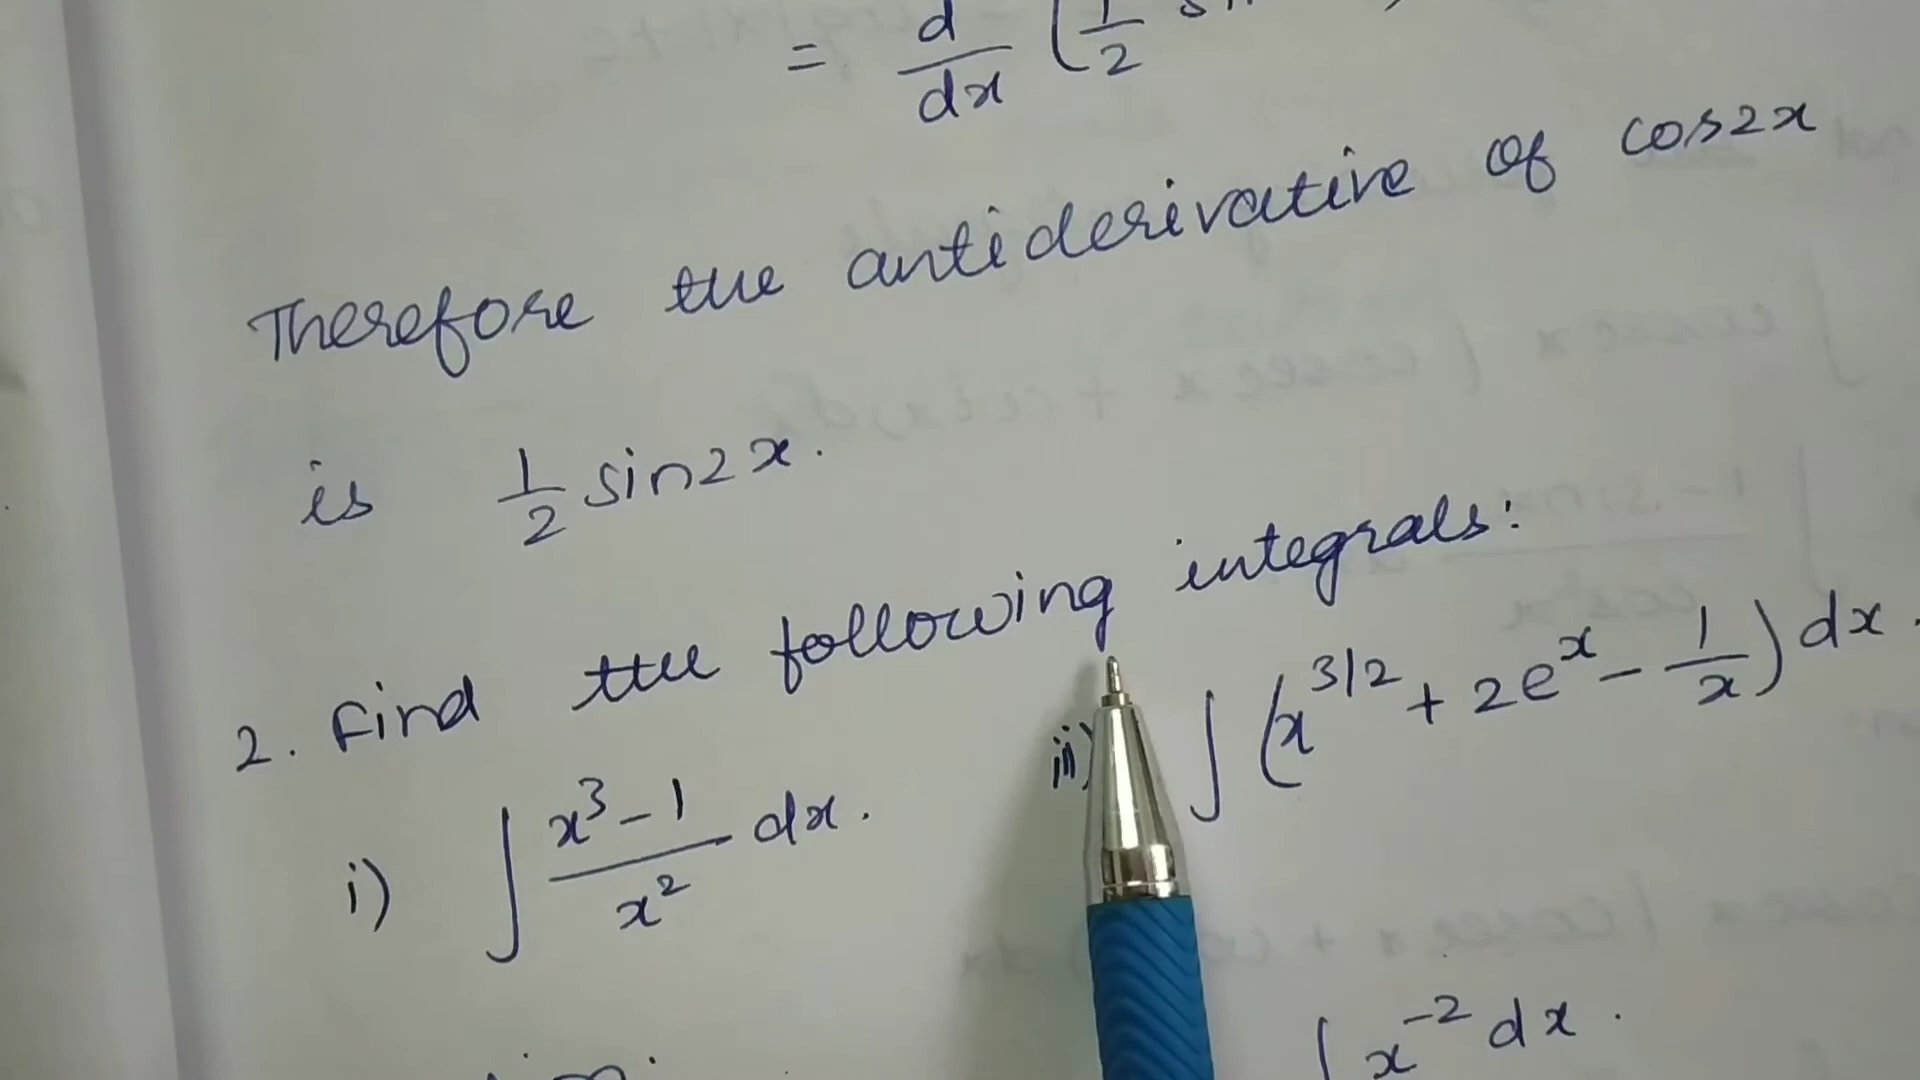 = d/dx (1/2
Therefore the antiderivative of cos2x
is 1/2 sin2x.
2. Find the following integrals:
i) ∫ x³-1/x² dx. ii) ∫ (x^3/2 + 2e^x - 1/x) dx.
∫ x^-2 dx.